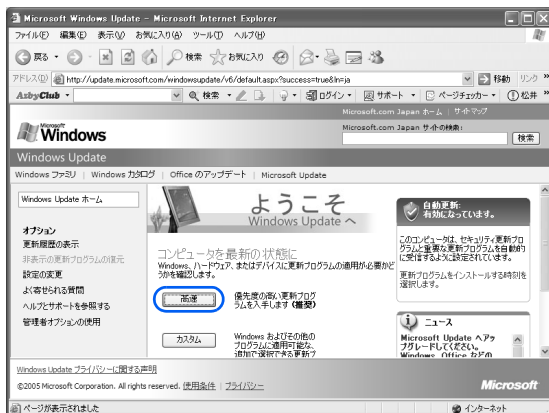 Microsoft Windows Update - Microsoft Internet Explorer
ファイル(F) 編集(E) 表示(V) お気に入り(A) ツール(T) ヘルプ(H)
戻る 検索 お気に入り
アドレス(D) http://update.microsoft.com/windowsupdate/v6/default.aspx?success=true&ln=ja 移動 リンク »
AzbyClub 検索 ログイン サポート ページチェッカー 松井 »
Microsoft.com Japan ホーム | サイトマップ
Microsoft Windows
Microsoft.com Japan サイトの検索:
検索
Windows Update
Windows ファミリ | Windows カタログ | Office のアップデート | Microsoft Update
Windows Update ホーム
オプション
更新履歴の表示
非表示の更新プログラムの復元
設定の変更
よく寄せられる質問
ヘルプとサポートを参照する
管理者オプションの使用
ようこそ
Windows Update へ
コンピュータを最新の状態に
Windows、ハードウェア、またはデバイスに更新プログラムの適用が必要かど
うかを確認します。
高速
優先度の高い更新プログ
ラムを入手します (推奨)
カスタム
Windows およびその他の
プログラムに適用可能な、
追加で選択できる更新プ
自動更新:
有効になっています。
このコンピュータは、セキュリティ更新プロ
グラムと重要な更新プログラムを自動的
に受信するように設定されています。
更新プログラムをインストールする時刻を
選択します。
ニュース
Microsoft Update へアッ
プグレードしてください。
Windows、Office などの
Windows Update プライバシーに関する声明
©2005 Microsoft Corporation. All rights reserved. 使用条件 | プライバシー
Microsoft
ページが表示されました
インターネット